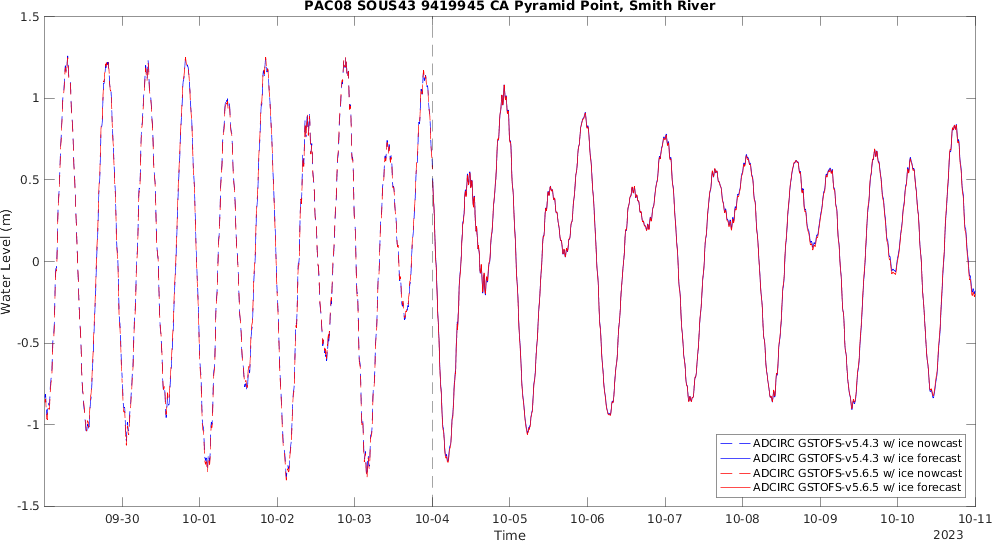 PAC08 SOUS43 9419945 CA Pyramid Point, Smith River
1.5
1
0.5
0
-0.5
-1
-1.5
Water Level (m)
09-30 10-01 10-02 10-03 10-04 10-05 10-06 10-07 10-08 10-09 10-10 10-11
2023
Time
ADCIRC GSTOFS-v5.4.3 w/ ice nowcast
ADCIRC GSTOFS-v5.4.3 w/ ice forecast
ADCIRC GSTOFS-v5.6.5 w/ ice nowcast
ADCIRC GSTOFS-v5.6.5 w/ ice forecast